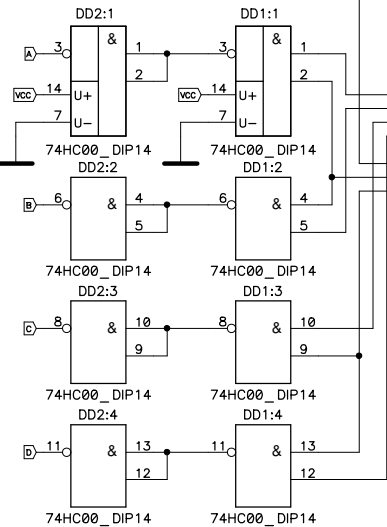 DD2:1 DD1:1
A 3 & 1 3 & 1
2 2
VCC 14 U+ VCC 14 U+
7 U- 7 U-
74HC00_DIP14 74HC00_DIP14
DD2:2 DD1:2
B 6 & 4 6 & 4
5 5
74HC00_DIP14 74HC00_DIP14
DD2:3 DD1:3
C 8 & 10 8 & 10
9 9
74HC00_DIP14 74HC00_DIP14
DD2:4 DD1:4
D 11 & 13 11 & 13
12 12
74HC00_DIP14 74HC00_DIP14